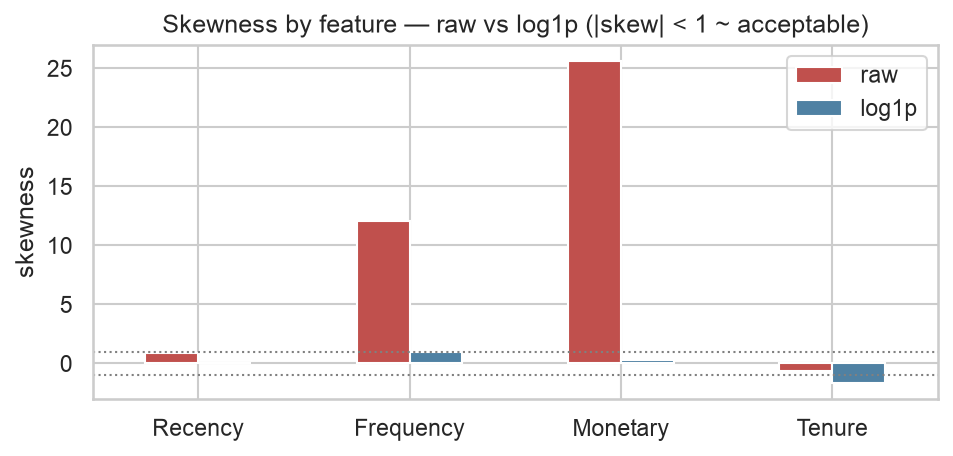 Skewness by feature — raw vs log1p (|skew| < 1 ~ acceptable)
raw
log1p
skewness
25
20
15
10
5
0
Recency
Frequency
Monetary
Tenure